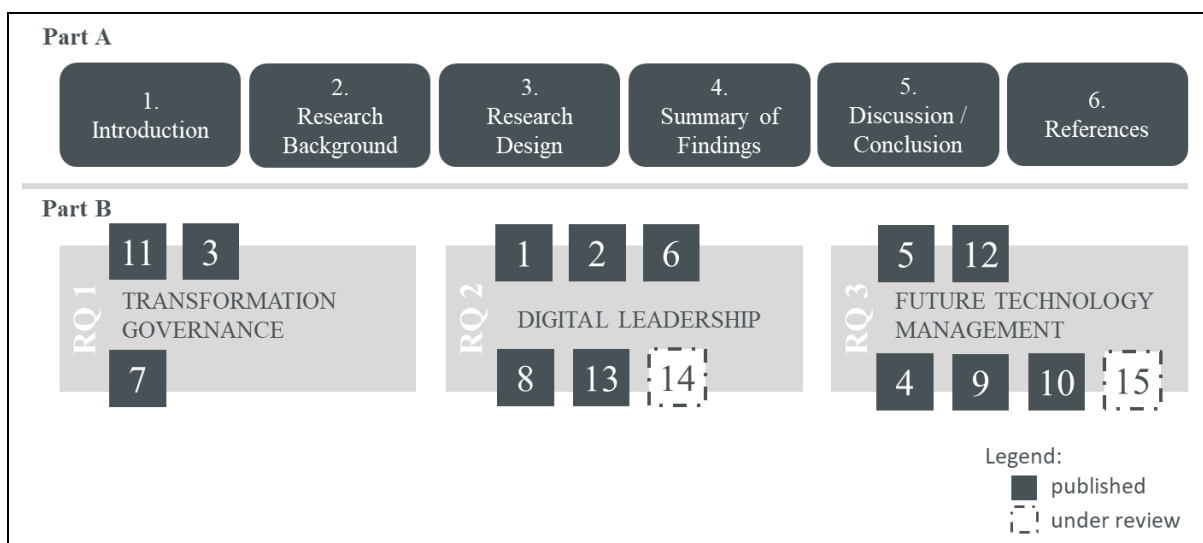 Part A
1.
Introduction
2.
Research
Background
3.
Research
Design
4.
Summary of
Findings
5.
Discussion /
Conclusion
6.
References
Part B
RQ 1
11 3
TRANSFORMATION
GOVERNANCE
7
RQ 2
1 2 6
DIGITAL LEADERSHIP
8 13 14
RQ 3
5 12
FUTURE TECHNOLOGY
MANAGEMENT
4 9 10 15
Legend:
published
under review